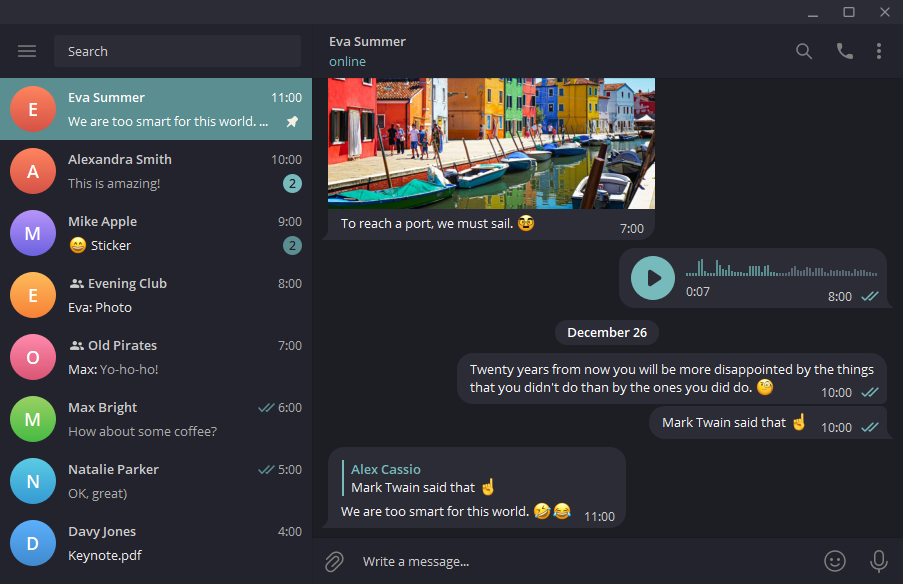 Search
E
Eva Summer 11:00
We are too smart for this world. ...
A
Alexandra Smith 10:00
This is amazing! 2
M
Mike Apple 9:00
😄 Sticker 2
E
Evening Club 8:00
Eva: Photo
O
Old Pirates 7:00
Max: Yo-ho-ho!
M
Max Bright 6:00
How about some coffee?
N
Natalie Parker 5:00
OK, great)
D
Davy Jones 4:00
Keynote.pdf
Eva Summer
online
To reach a port, we must sail. 🤠 7:00
0:07 8:00
December 26
Twenty years from now you will be more disappointed by the things
that you didn't do than by the ones you did do. 🧐 10:00
Mark Twain said that ☝️ 10:00
Alex Cassio
Mark Twain said that ☝️
We are too smart for this world. 🤣😂 11:00
Write a message...